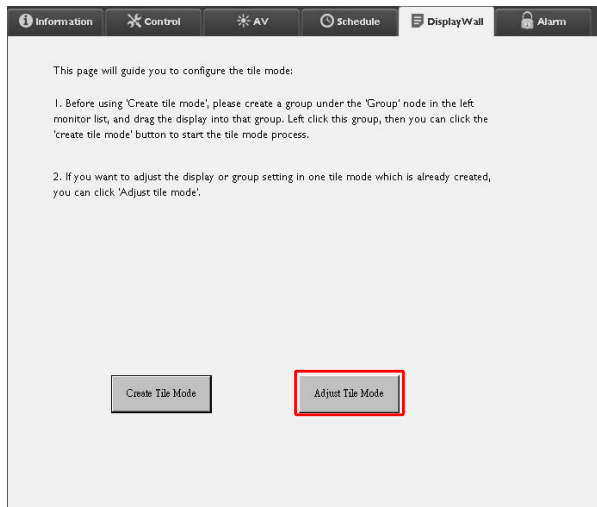 Information Control AV Schedule DisplayWall Alarm
This page will guide you to configure the tile mode:
1. Before using 'Create tile mode', please create a group under the 'Group' node in the left
monitor list, and drag the display into that group. Left click this group, then you can click the
'create tile mode' button to start the tile mode process.
2. If you want to adjust the display or group setting in one tile mode which is already created,
you can click 'Adjust tile mode'.
Create Tile Mode Adjust Tile Mode